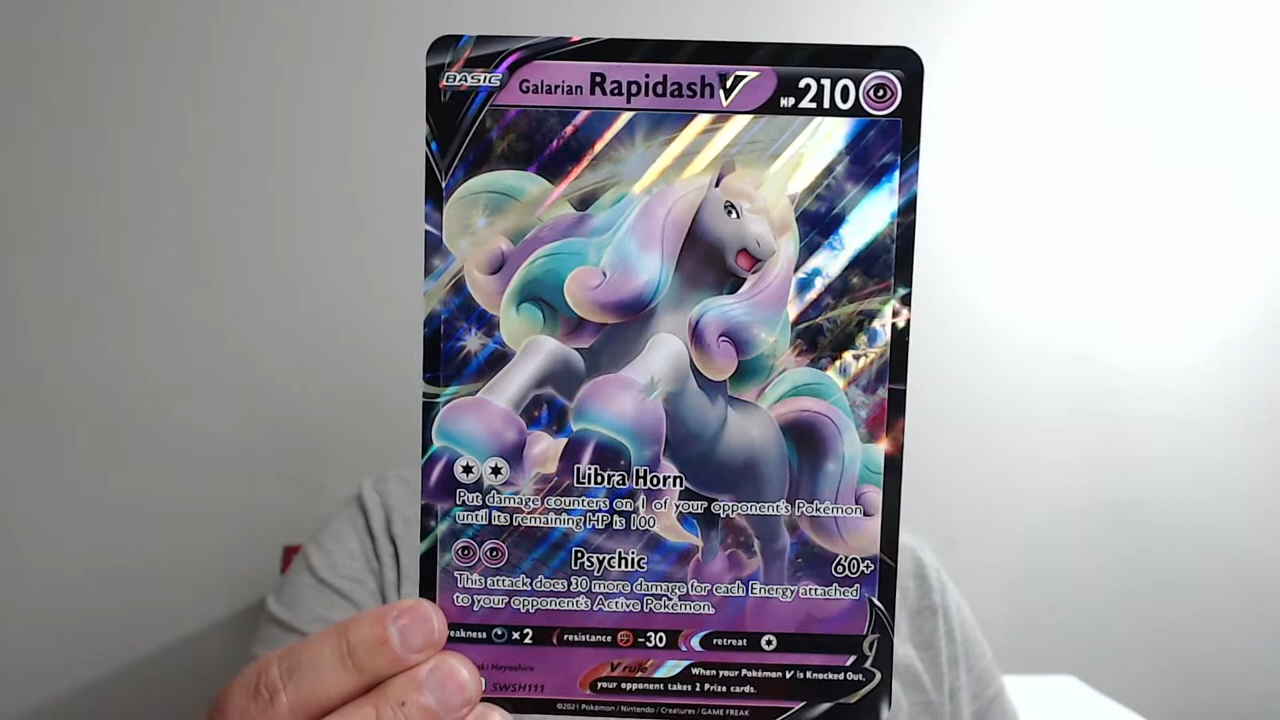 BASIC Galarian Rapidash V HP 210
Libra Horn
Put damage counters on 1 of your opponent's Pokémon
until its remaining HP is 100.
Psychic 60+
This attack does 30 more damage for each Energy attached
to your opponent's Active Pokémon.
×2 resistance -30 retreat
V rule When your Pokémon V is Knocked Out,
your opponent takes 2 Prize cards.
SWSH111
©2021 Pokémon / Nintendo / Creatures / GAME FREAK